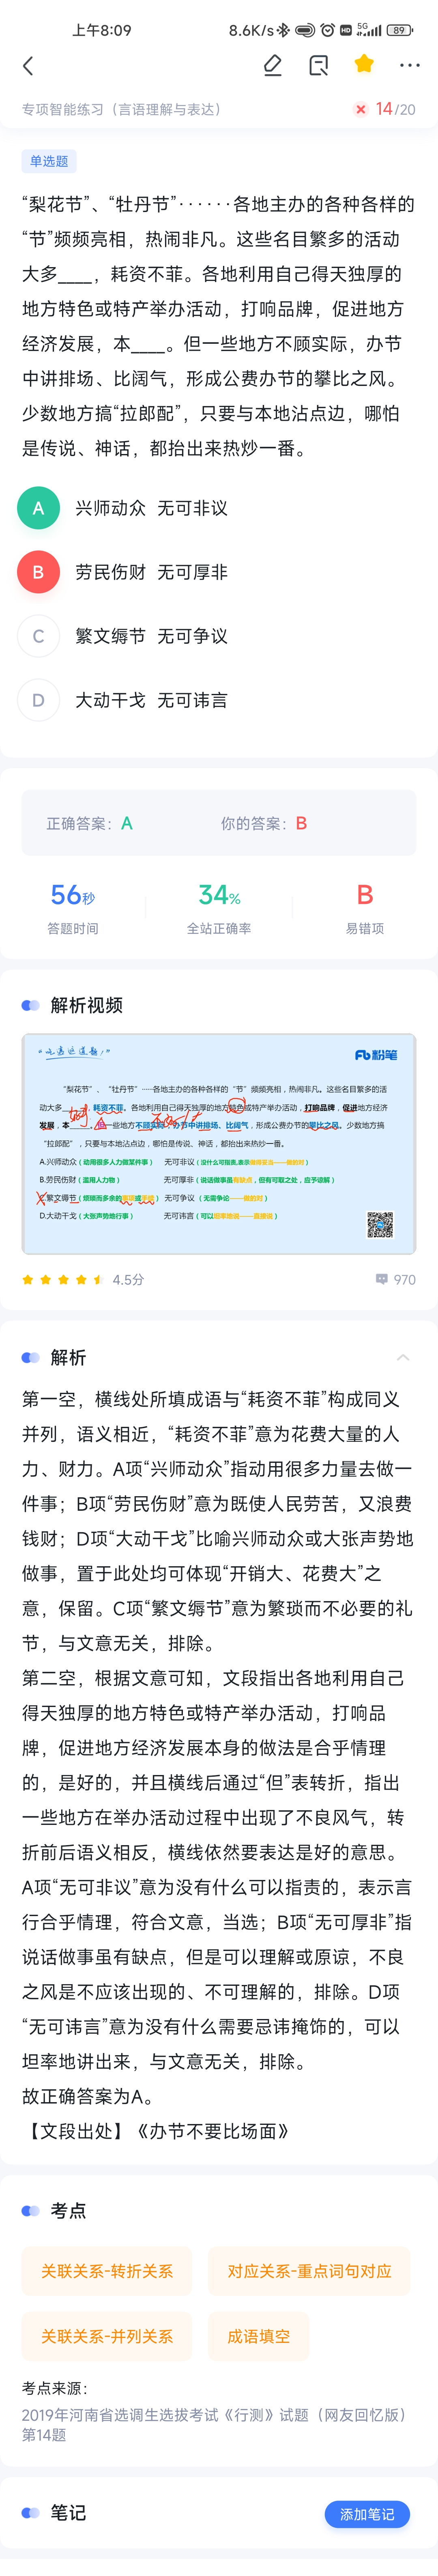 上午8:09
8.6K/s
HD
5G
89
专项智能练习（言语理解与表达）
14/20
单选题
“梨花节”、“牡丹节”······各地主办的各种各样的
“节”频频亮相，热闹非凡。这些名目繁多的活动
大多____，耗资不菲。各地利用自己得天独厚的
地方特色或特产举办活动，打响品牌，促进地方
经济发展，本____。但一些地方不顾实际，办节
中讲排场、比阔气，形成公费办节的攀比之风。
少数地方搞“拉郎配”，只要与本地沾点边，哪怕
是传说、神话，都抬出来热炒一番。
A 兴师动众 无可非议
B 劳民伤财 无可厚非
C 繁文缛节 无可争议
D 大动干戈 无可讳言
正确答案：A
你的答案：B
56秒
34%
B
答题时间
全站正确率
易错项
解析视频
粉笔
“梨花节”、“牡丹节”······各地主办的各种各样的“节”频频亮相，热闹非凡。这些名目繁多的活
动大多____，耗资不菲。各地利用自己得天独厚的地方特色或特产举办活动，打响品牌，促进地方经济
发展，本____。但一些地方不顾实际，办节中讲排场、比阔气，形成公费办节的攀比之风。少数地方搞
“拉郎配”，只要与本地沾点边，哪怕是传说、神话，都抬出来热炒一番。
A.兴师动众（动用很多人力做某件事） 无可非议
B.劳民伤财（滥用人力物力） 无可厚非（说话做事虽有缺点，但有可取之处，应予谅解）
C.繁文缛节 无可争议
D.大动干戈（大张声势地行事） 无可讳言
4.5分
970
解析
第一空，横线处所填成语与“耗资不菲”构成同义
并列，语义相近，“耗资不菲”意为花费大量的人
力、财力。A项“兴师动众”指动用很多力量去做一
件事；B项“劳民伤财”意为既使人民劳苦，又浪费
钱财；D项“大动干戈”比喻兴师动众或大张声势地
做事，置于此处均可体现“开销大、花费大”之
意，保留。C项“繁文缛节”意为繁琐而不必要的礼
节，与文意无关，排除。
第二空，根据文意可知，文段指出各地利用自己
得天独厚的地方特色或特产举办活动，打响品
牌，促进地方经济发展本身的做法是合乎情理
的，是好的，并且横线后通过“但”表转折，指出
一些地方在举办活动过程中出现了不良风气，转
折前后语义相反，横线依然要表达是好的意思。
A项“无可非议”意为没有什么可以指责的，表示言
行合乎情理，符合文意，当选；B项“无可厚非”指
说话做事虽有缺点，但是可以理解或原谅，不良
之风是不应该出现的、不可理解的，排除。D项
“无可讳言”意为没有什么需要忌讳掩饰的，可以
坦率地讲出来，与文意无关，排除。
故正确答案为A。
【文段出处】《办节不要比场面》
考点
关联关系-转折关系
对应关系-重点词句对应
关联关系-并列关系
成语填空
考点来源：
2019年河南省选调生选拔考试《行测》试题（网友回忆版）
第14题
笔记
添加笔记